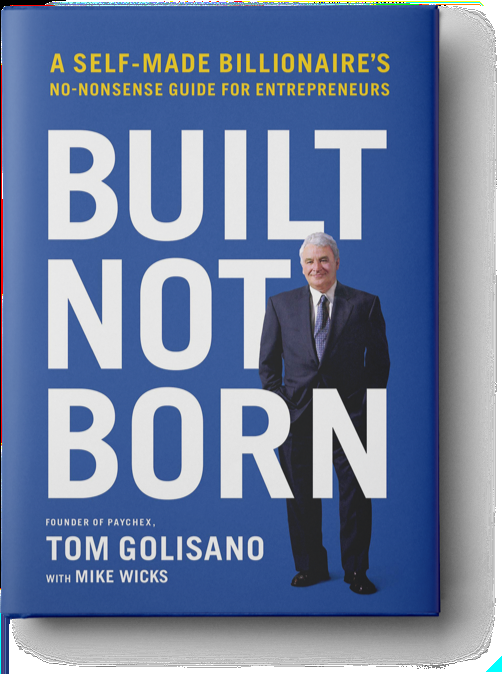 A SELF-MADE BILLIONAIRE'S
NO-NONSENSE GUIDE FOR ENTREPRENEURS
BUILT
NOT
BORN
FOUNDER OF PAYCHEX,
TOM GOLISANO
WITH MIKE WICKS